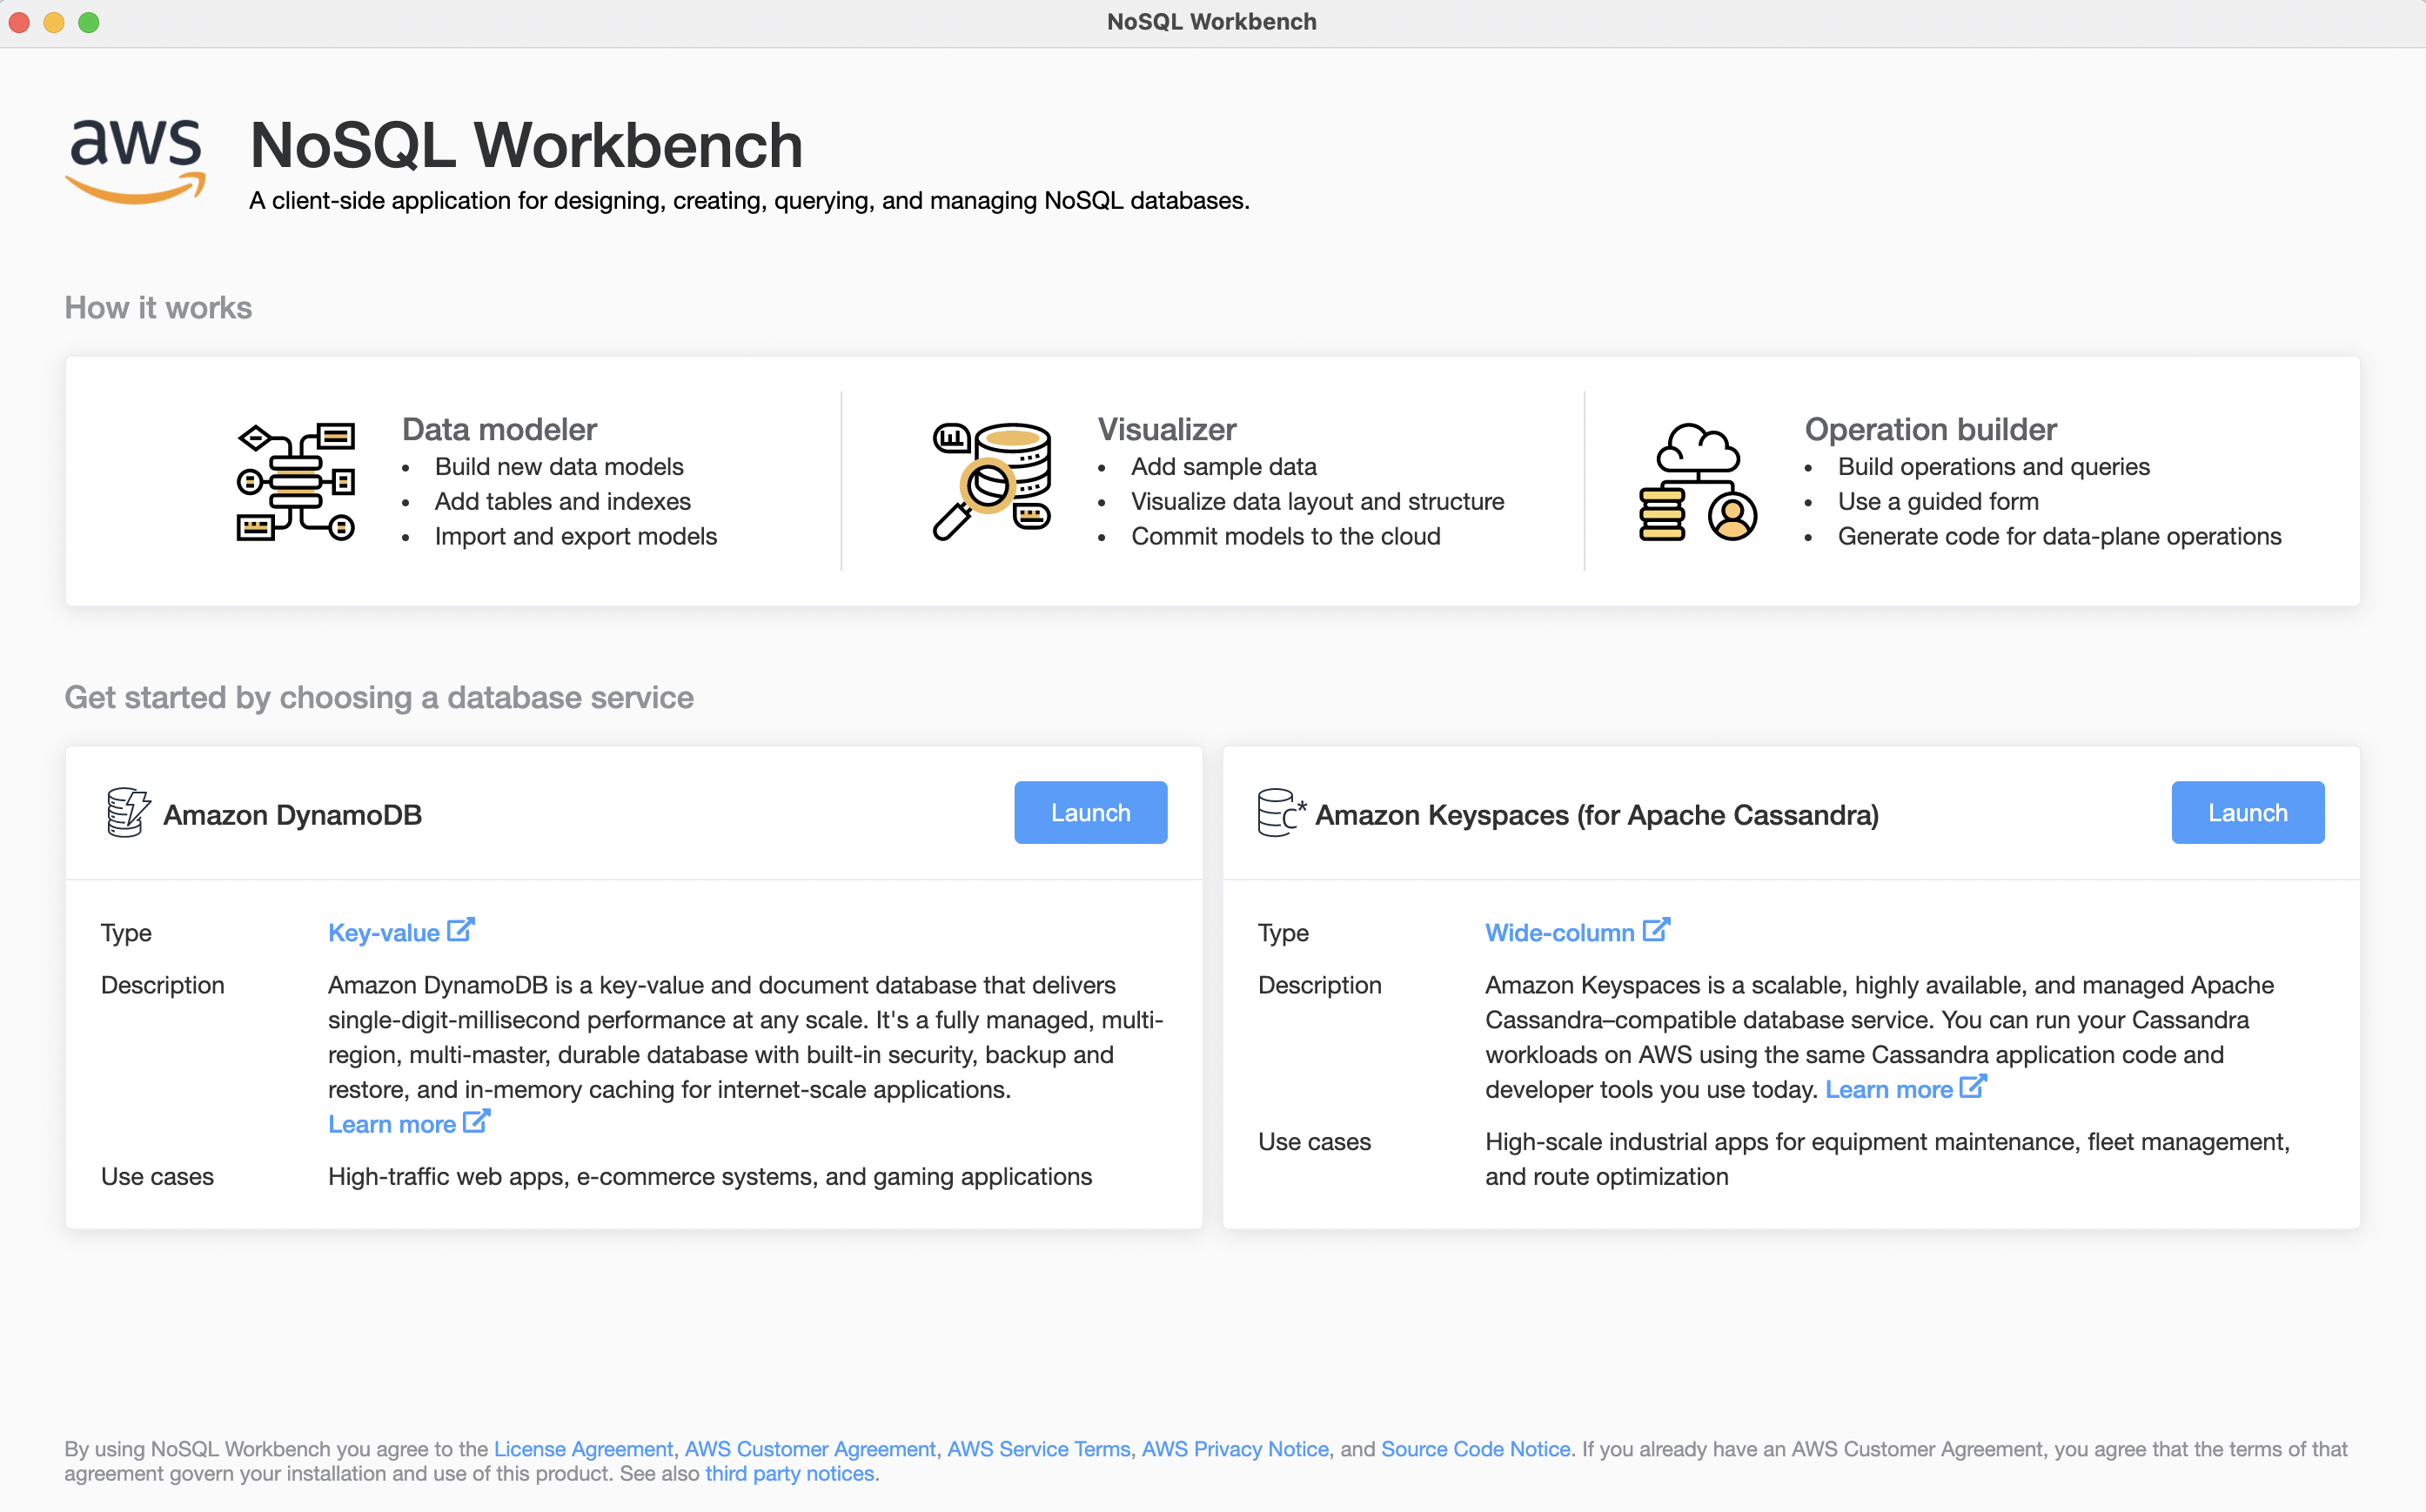 NoSQL Workbench
aws
NoSQL Workbench
A client-side application for designing, creating, querying, and managing NoSQL databases.
How it works
Data modeler
• Build new data models
• Add tables and indexes
• Import and export models
Visualizer
• Add sample data
• Visualize data layout and structure
• Commit models to the cloud
Operation builder
• Build operations and queries
• Use a guided form
• Generate code for data-plane operations
Get started by choosing a database service
Amazon DynamoDB
Launch
Type
Key-value
Description
Amazon DynamoDB is a key-value and document database that delivers
single-digit-millisecond performance at any scale. It's a fully managed, multi-
region, multi-master, durable database with built-in security, backup and
restore, and in-memory caching for internet-scale applications.
Learn more
Use cases
High-traffic web apps, e-commerce systems, and gaming applications
C*
Amazon Keyspaces (for Apache Cassandra)
Launch
Type
Wide-column
Description
Amazon Keyspaces is a scalable, highly available, and managed Apache
Cassandra–compatible database service. You can run your Cassandra
workloads on AWS using the same Cassandra application code and
developer tools you use today. Learn more
Use cases
High-scale industrial apps for equipment maintenance, fleet management,
and route optimization
By using NoSQL Workbench you agree to the License Agreement, AWS Customer Agreement, AWS Service Terms, AWS Privacy Notice, and Source Code Notice. If you already have an AWS Customer Agreement, you agree that the terms of that
agreement govern your installation and use of this product. See also third party notices.